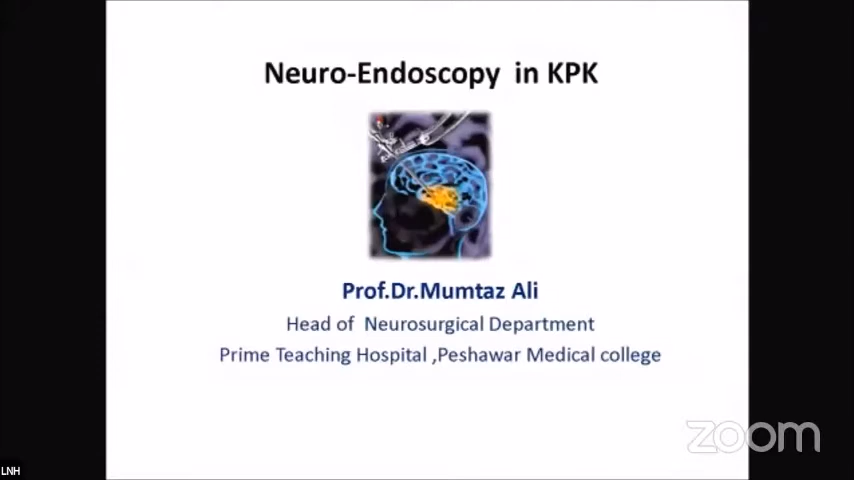 Neuro-Endoscopy in KPK
Prof.Dr.Mumtaz Ali
Head of Neurosurgical Department
Prime Teaching Hospital ,Peshawar Medical college
zoom
LNH